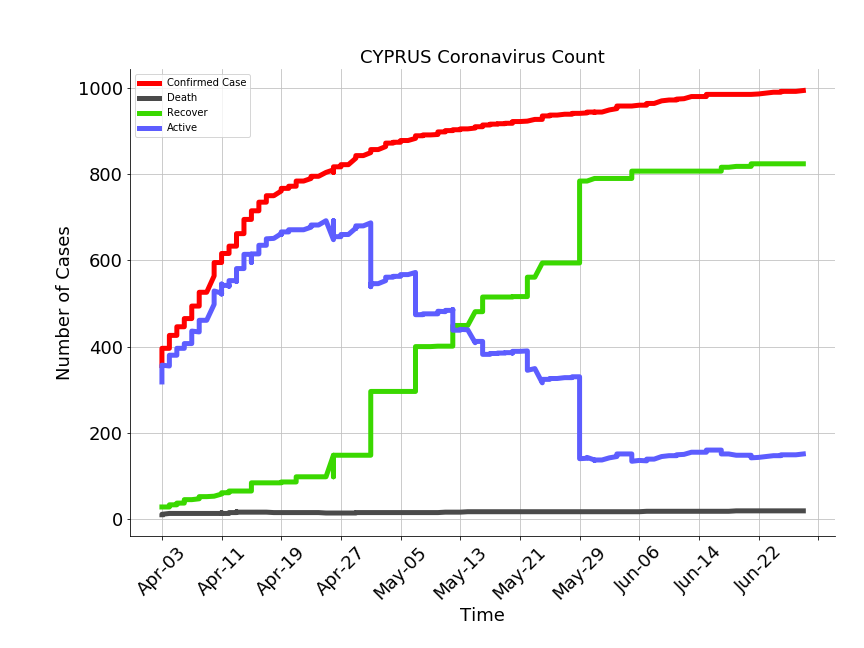 CYPRUS Coronavirus Count
Confirmed Case
Death
Recover
Active
1000
800
600
400
200
0
Number of Cases
Apr-03
Apr-11
Apr-19
Apr-27
May-05
May-13
May-21
May-29
Jun-06
Jun-14
Jun-22
Time